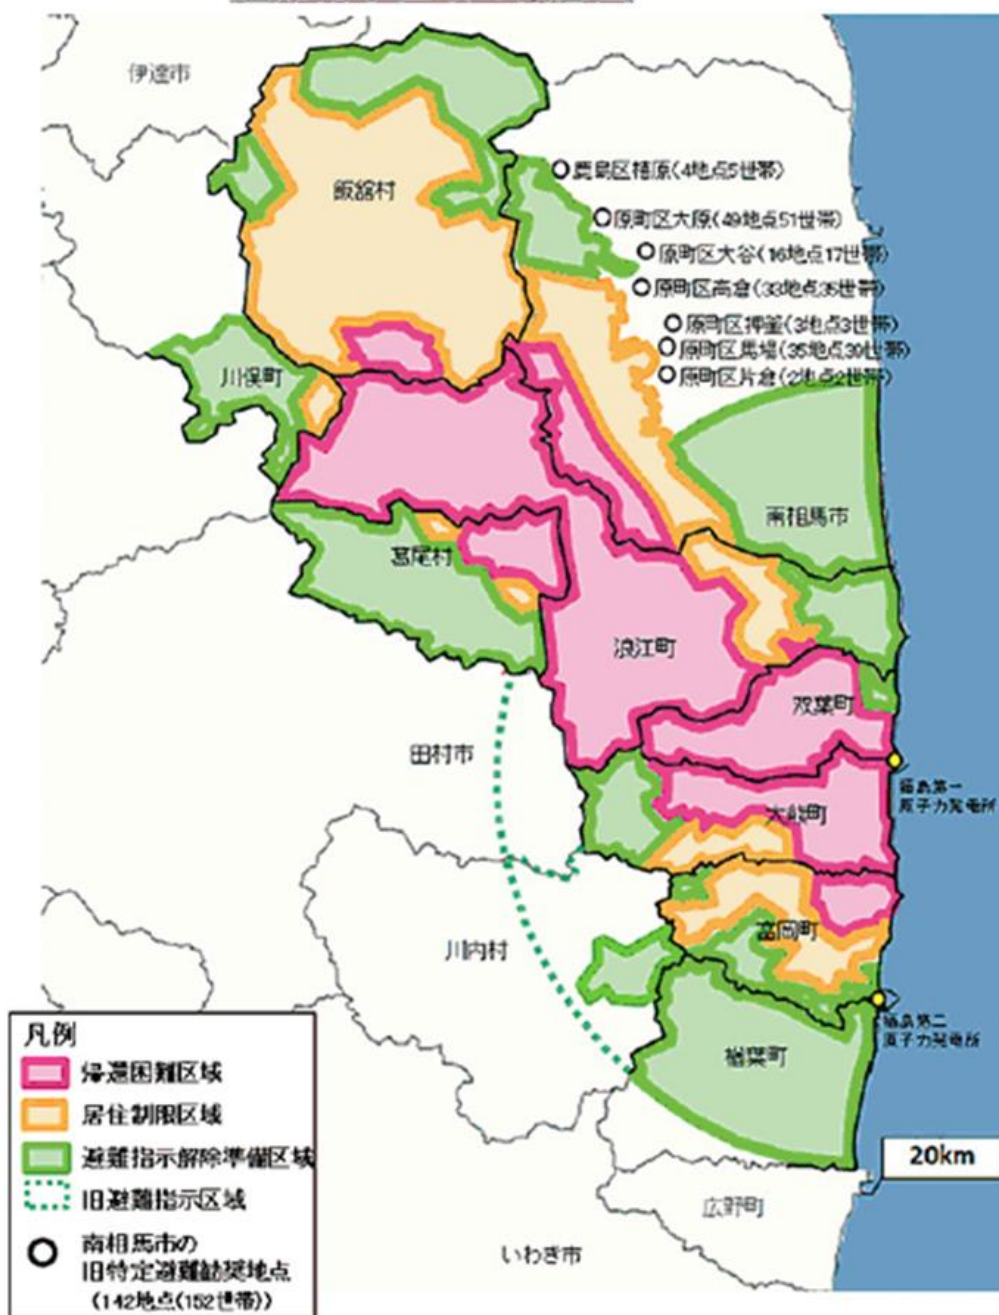 伊達市
飯舘村
鹿島区橲原(4地点5世帯)
原町区大原(49地点51世帯)
原町区大谷(16地点17世帯)
原町区高倉(33地点35世帯)
原町区押釜(3地点3世帯)
原町区馬場(35地点39世帯)
原町区片倉(2地点2世帯)
川俣町
南相馬市
葛尾村
浪江町
双葉町
田村市
福島第一
原子力発電所
大熊町
富岡町
川内村
福島第二
原子力発電所
楢葉町
20km
広野町
いわき市
凡例
帰還困難区域
居住制限区域
避難指示解除準備区域
旧避難指示区域
南相馬市の
旧特定避難勧奨地点
(142地点(152世帯))